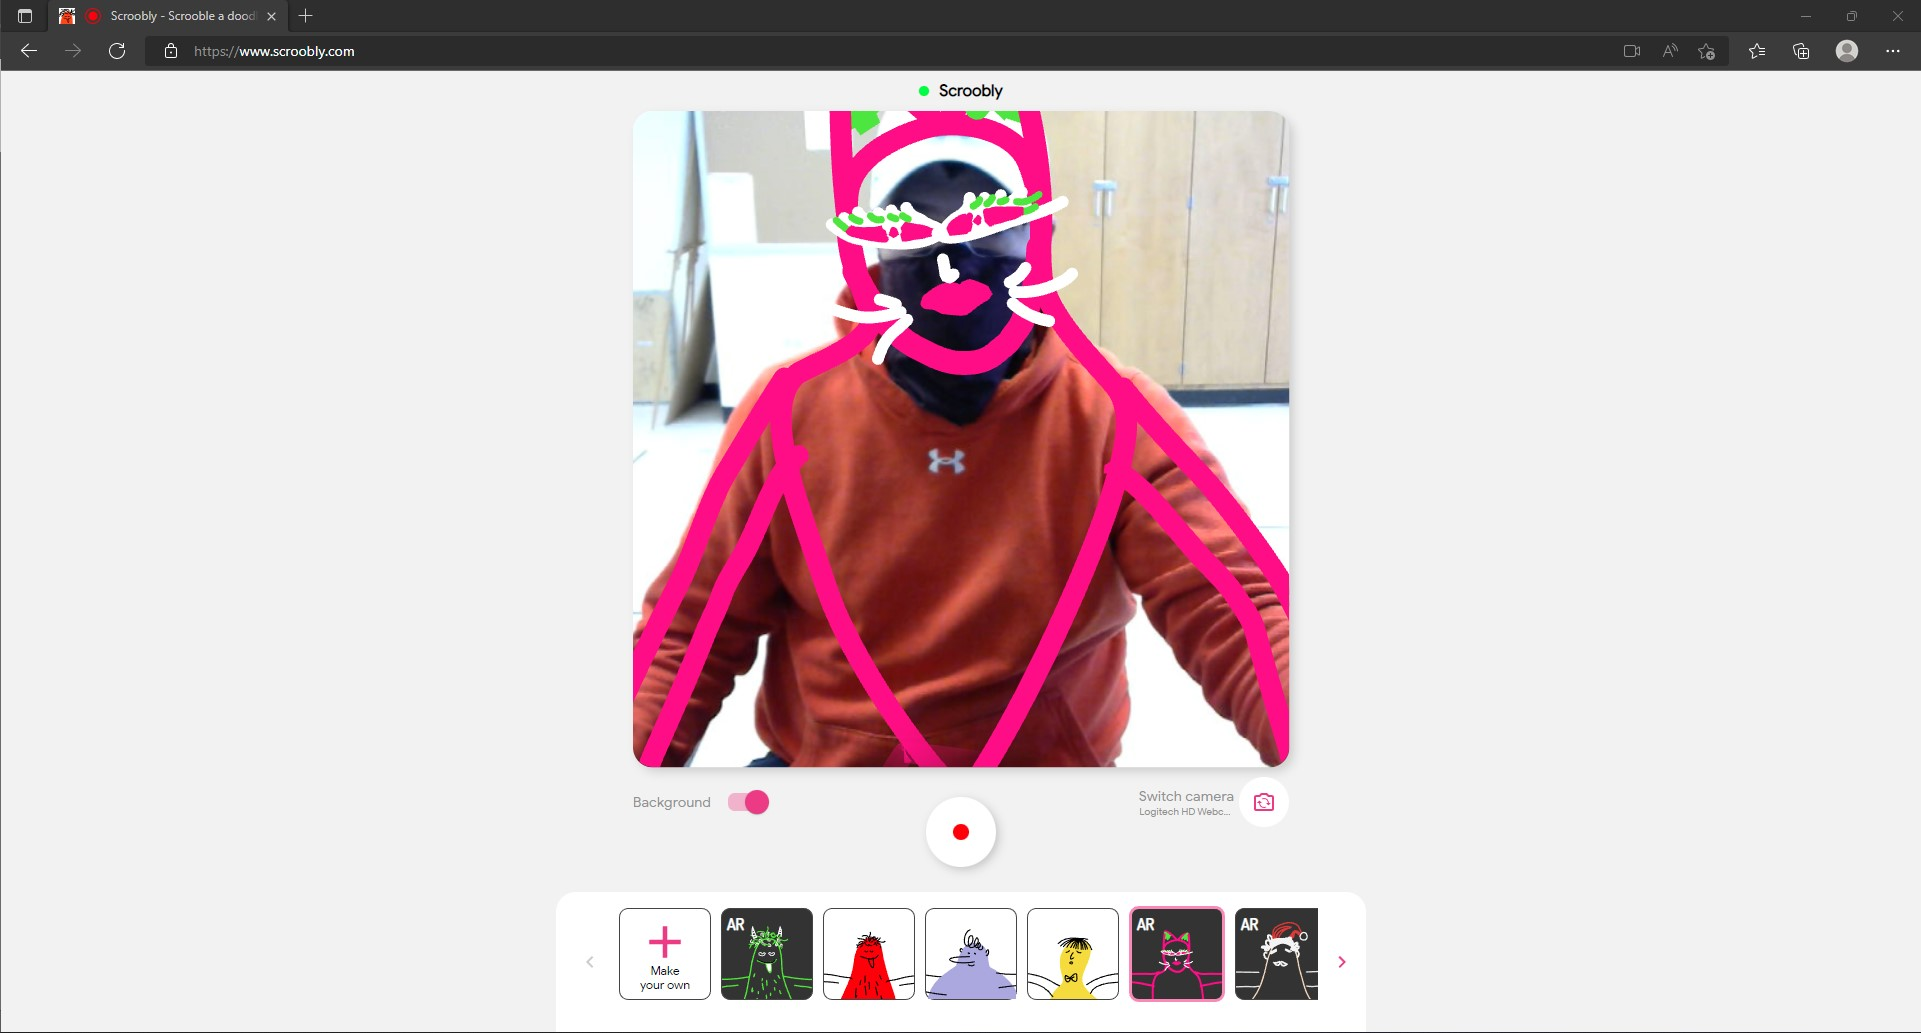 Scroobly - Scrooble a dood
https://www.scroobly.com
Scroobly
Background
Switch camera
Logitech HD Webc...
Make
your own
AR
AR
AR